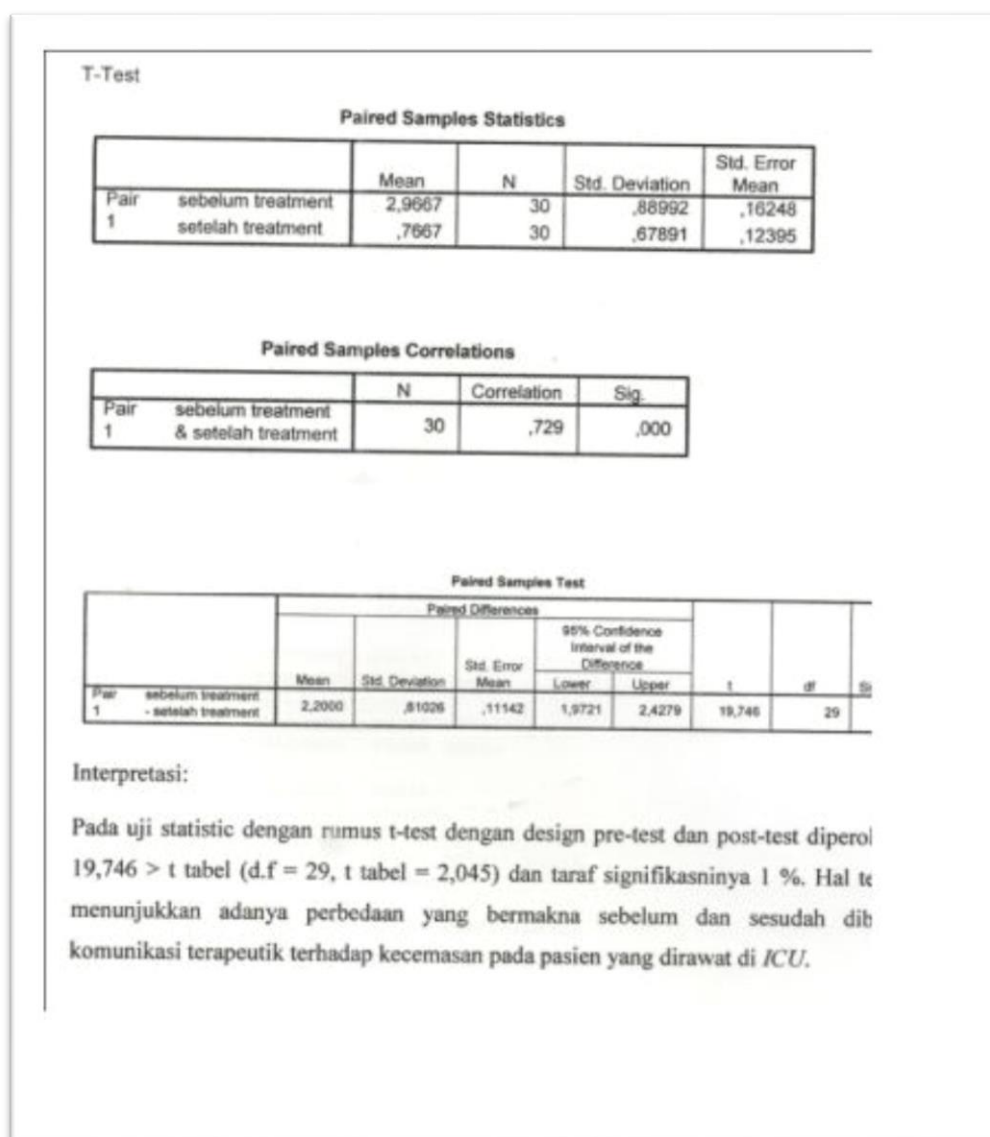 T-Test
Paired Samples Statistics
Mean N Std. Deviation Std. Error Mean
Pair 1 sebelum treatment 2,9667 30 ,88992 ,16248
setelah treatment ,7667 30 ,67891 ,12395
Paired Samples Correlations
N Correlation Sig.
Pair 1 sebelum treatment
& setelah treatment 30 ,729 ,000
Paired Samples Test
Paired Differences
95% Confidence
Interval of the
Difference
Mean Std. Deviation Std. Error Mean Lower Upper t df Si
Pair 1 sebelum treatment
- setelah treatment 2,2000 ,61026 ,11142 1,9721 2,4279 19,746 29
Interpretasi:
Pada uji statistic dengan rumus t-test dengan design pre-test dan post-test diperol
19,746 > t tabel (d.f = 29, t tabel = 2,045) dan taraf signifikasninya 1 %. Hal te
menunjukkan adanya perbedaan yang bermakna sebelum dan sesudah dib
komunikasi terapeutik terhadap kecemasan pada pasien yang dirawat di ICU.